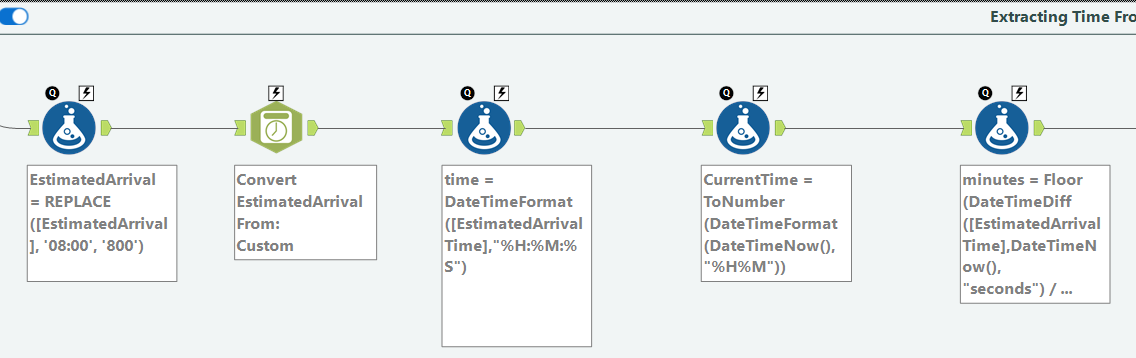 Extracting Time Fro
Q
Q
Q
Q
EstimatedArrival
= REPLACE
([EstimatedArrival
], '08:00', '800')
Convert
EstimatedArrival
From:
Custom
time =
DateTimeFormat
([EstimatedArrival
Time],"%H:%M:%
S")
CurrentTime =
ToNumber
(DateTimeFormat
(DateTimeNow(),
"%H%M"))
minutes = Floor
(DateTimeDiff
([EstimatedArrival
Time],DateTimeN
ow(),
"seconds") / ...